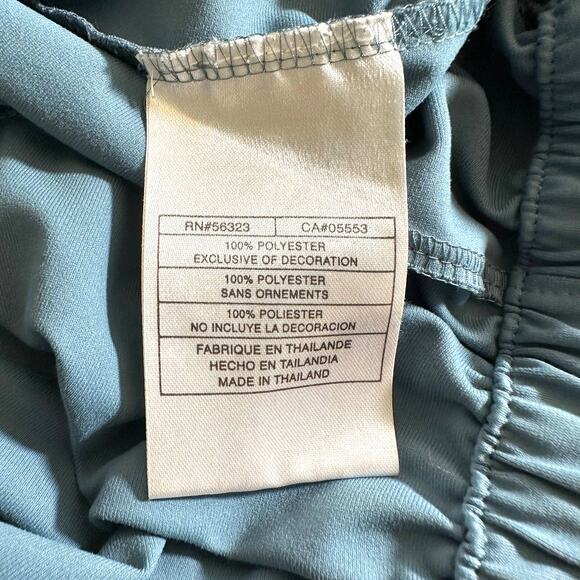 RN#56323 CA#05553
100% POLYESTER
EXCLUSIVE OF DECORATION
100% POLYESTER
SANS ORNEMENTS
100% POLIESTER
NO INCLUYE LA DECORACION
FABRIQUE EN THAILANDE
HECHO EN TAILANDIA
MADE IN THAILAND